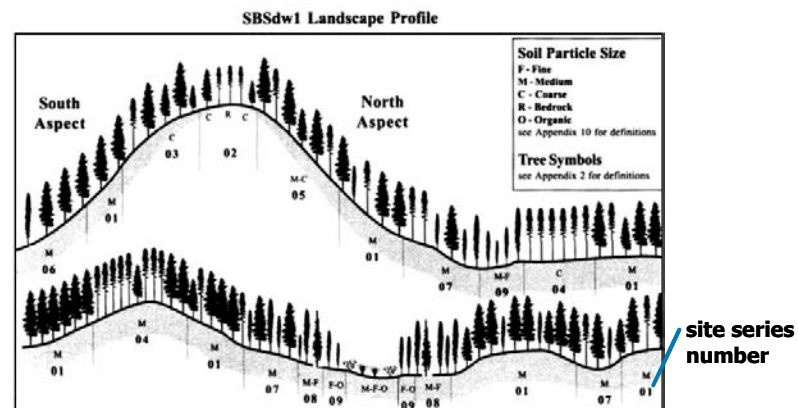 SBSdw1 Landscape Profile
Soil Particle Size
F - Fine
M - Medium
C - Coarse
R - Bedrock
O - Organic
see Appendix 10 for definitions
Tree Symbols
see Appendix 2 for definitions
South
Aspect
North
Aspect
C R C
C
03 02
M-C
05
M
01
M
06
M
01
M
07
M-F
09
C
04
M
01
M
01
M
04
M
01
M
07
M-F
08
F-O
09
M-F-O
F-O
09
M-F
08
M
01
M
07
M
01
site series
number